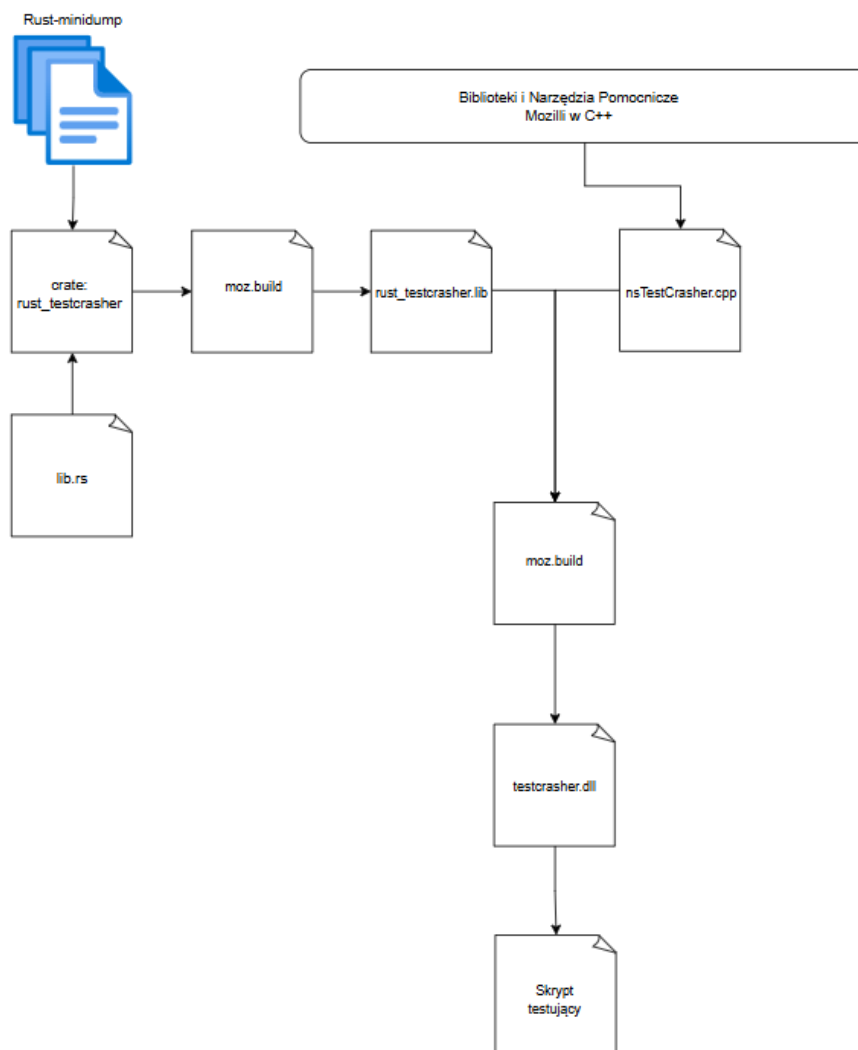 Rust-minidump
Biblioteki i Narzędzia Pomocnicze
Mozilli w C++
crate:
rust_testcrasher
moz.build
rust_testcrasher.lib
nsTestCrasher.cpp
lib.rs
moz.build
testcrasher.dll
Skrypt
testujący